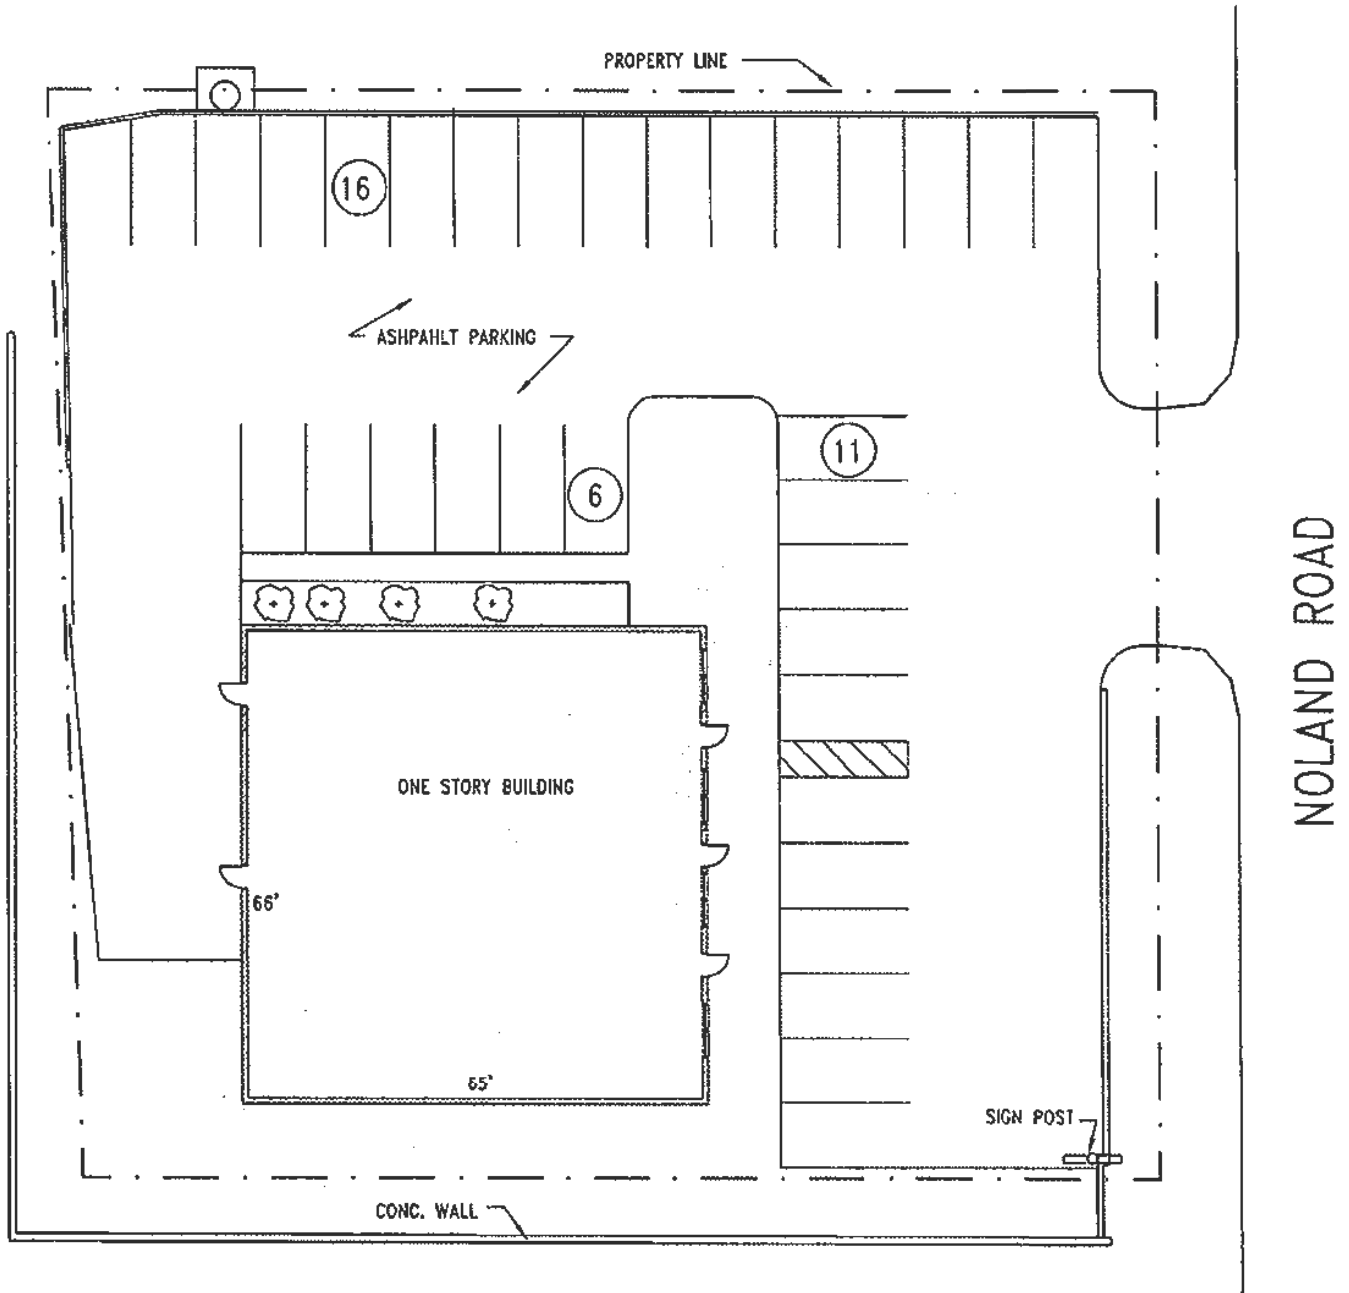 PROPERTY LINE
16
ASHPAHLT PARKING
11
6
NOLAND ROAD
ONE STORY BUILDING
66'
65'
SIGN POST
CONC. WALL